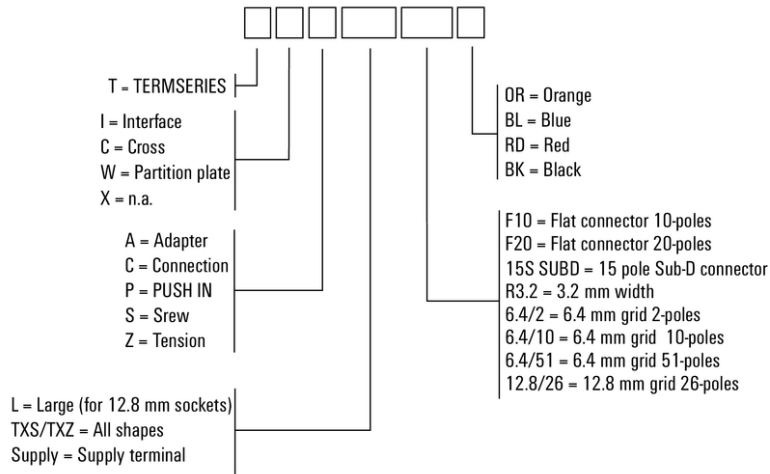 T = TERMSERIES
I = Interface
C = Cross
W = Partition plate
X = n.a.
A = Adapter
C = Connection
P = PUSH IN
S = Srew
Z = Tension
L = Large (for 12.8 mm sockets)
TXS/TXZ = All shapes
Supply = Supply terminal
OR = Orange
BL = Blue
RD = Red
BK = Black
F10 = Flat connector 10-poles
F20 = Flat connector 20-poles
15S SUBD = 15 pole Sub-D connector
R3.2 = 3.2 mm width
6.4/2 = 6.4 mm grid 2-poles
6.4/10 = 6.4 mm grid 10-poles
6.4/51 = 6.4 mm grid 51-poles
12.8/26 = 12.8 mm grid 26-poles